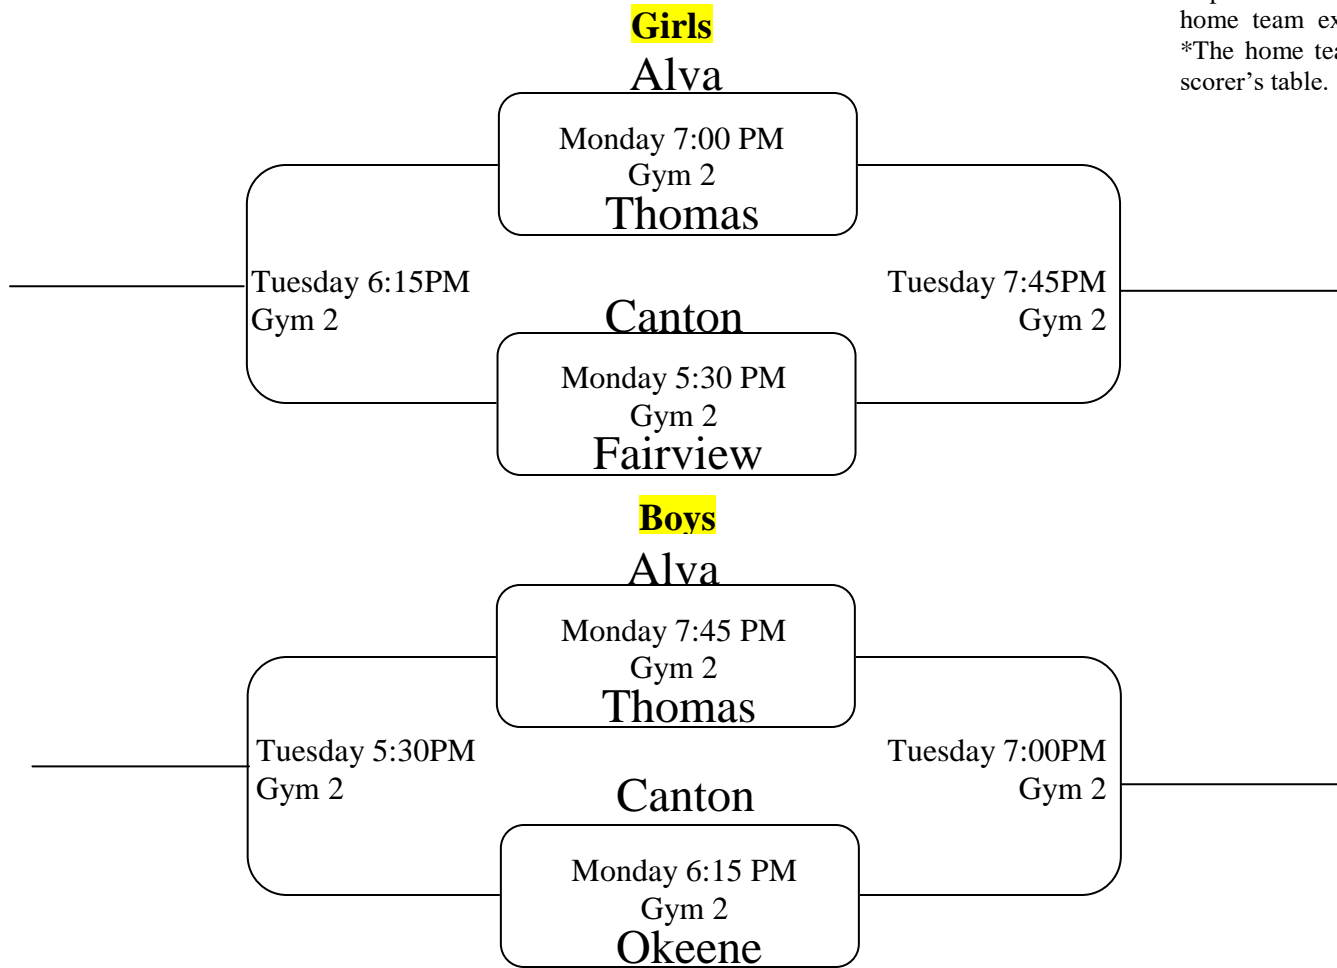 home team
*The home
scorer's table.
Girls
Alva
Monday 7:00 PM
Gym 2
Thomas
Tuesday 6:15PM
Gym 2
Tuesday 7:45PM
Gym 2
Canton
Monday 5:30 PM
Gym 2
Fairview
Boys
Alva
Monday 7:45 PM
Gym 2
Thomas
Tuesday 5:30PM
Gym 2
Tuesday 7:00PM
Gym 2
Canton
Monday 6:15 PM
Gym 2
Okeene